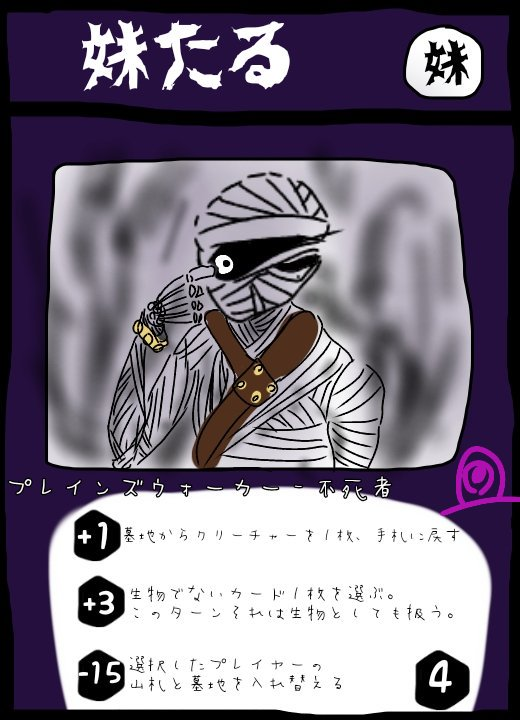 妹たる
妹
プレインズウォーカー - 不死者
+1
墓地からクリーチャーを1枚、手札に戻す
+3
生物でないカード1枚を選ぶ。
このターンそれは生物としても扱う。
-15
選択したプレイヤーの
山札と墓地を入れ替える
4